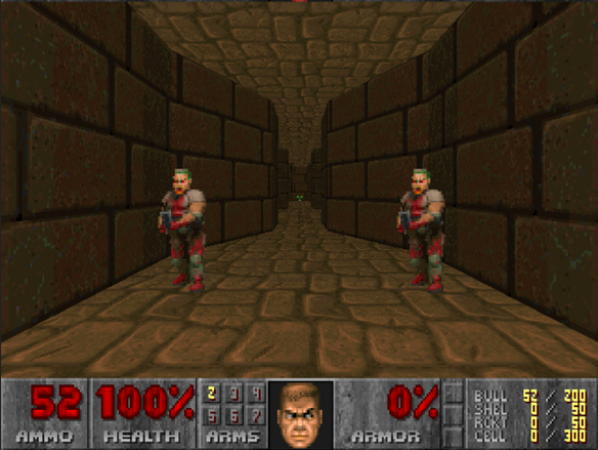 52 100% 2 3 4 0% BULL 52 / 200
5 6 7 SHEL 0 / 50
RCKT 0 / 50
AMMO HEALTH ARMS ARMOR CELL 0 / 300